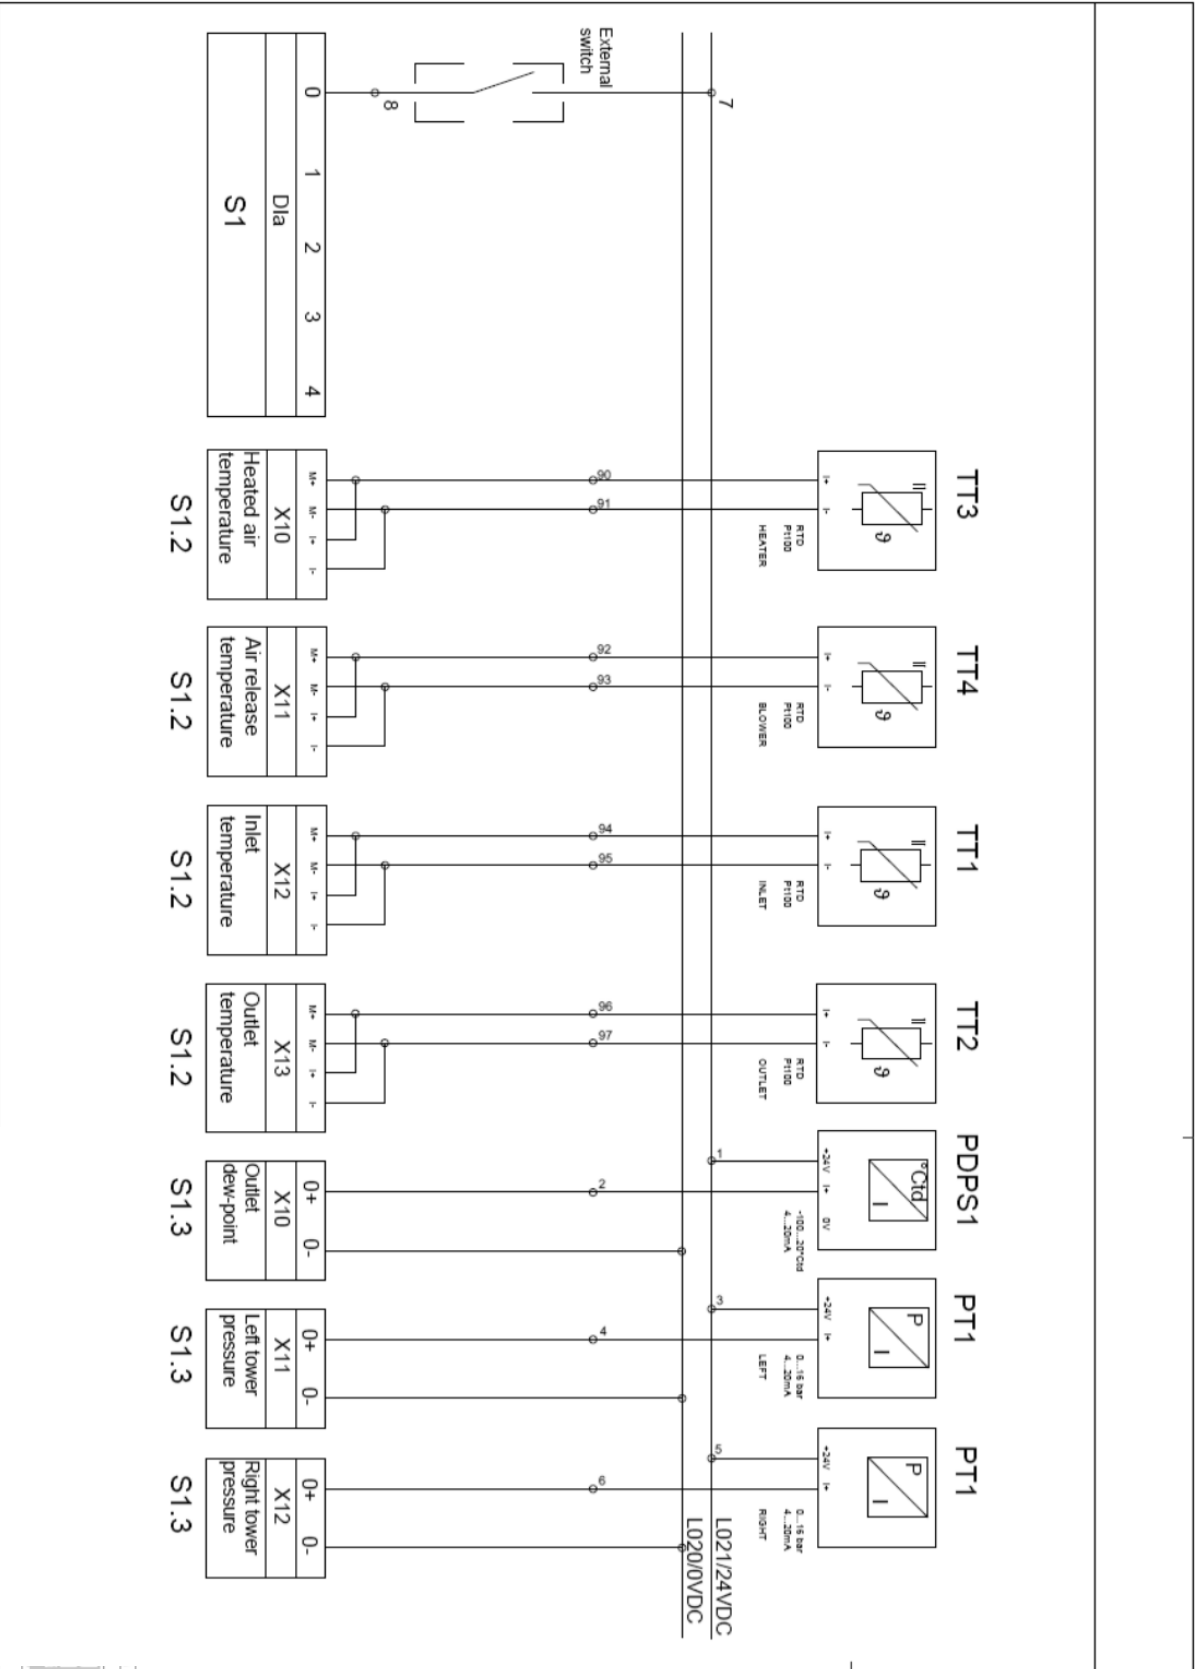 TT3 TT4 TT1 TT2 PDPS1 PT1 PT1
ϑ ϑ ϑ ϑ
°Ctd P P
I I I
I+ I- I+ I- I+ I- I+ I- +24V I+ 0V +24V I+ +24V I+
RTD
Pt100
HEATER
RTD
Pt100
BLOWER
RTD
Pt100
INLET
RTD
Pt100
OUTLET
-100...20°Ctd
4...20mA
0...16 bar
4...20mA
LEFT
0...16 bar
4...20mA
RIGHT
7 1 3 5 L021/24VDC
L020/0VDC
External
switch
90 91 92 93 94 95 96 97 2 4 6
8
0 1 2 3 4
DIa
S1
M+ M- I+ I-
X10
Heated air
temperature
S1.2
M+ M- I+ I-
X11
Air release
temperature
S1.2
M+ M- I+ I-
X12
Inlet
temperature
S1.2
M+ M- I+ I-
X13
Outlet
temperature
S1.2
0+ 0-
X10
Outlet
dew-point
S1.3
0+ 0-
X11
Left tower
pressure
S1.3
0+ 0-
X12
Right tower
pressure
S1.3